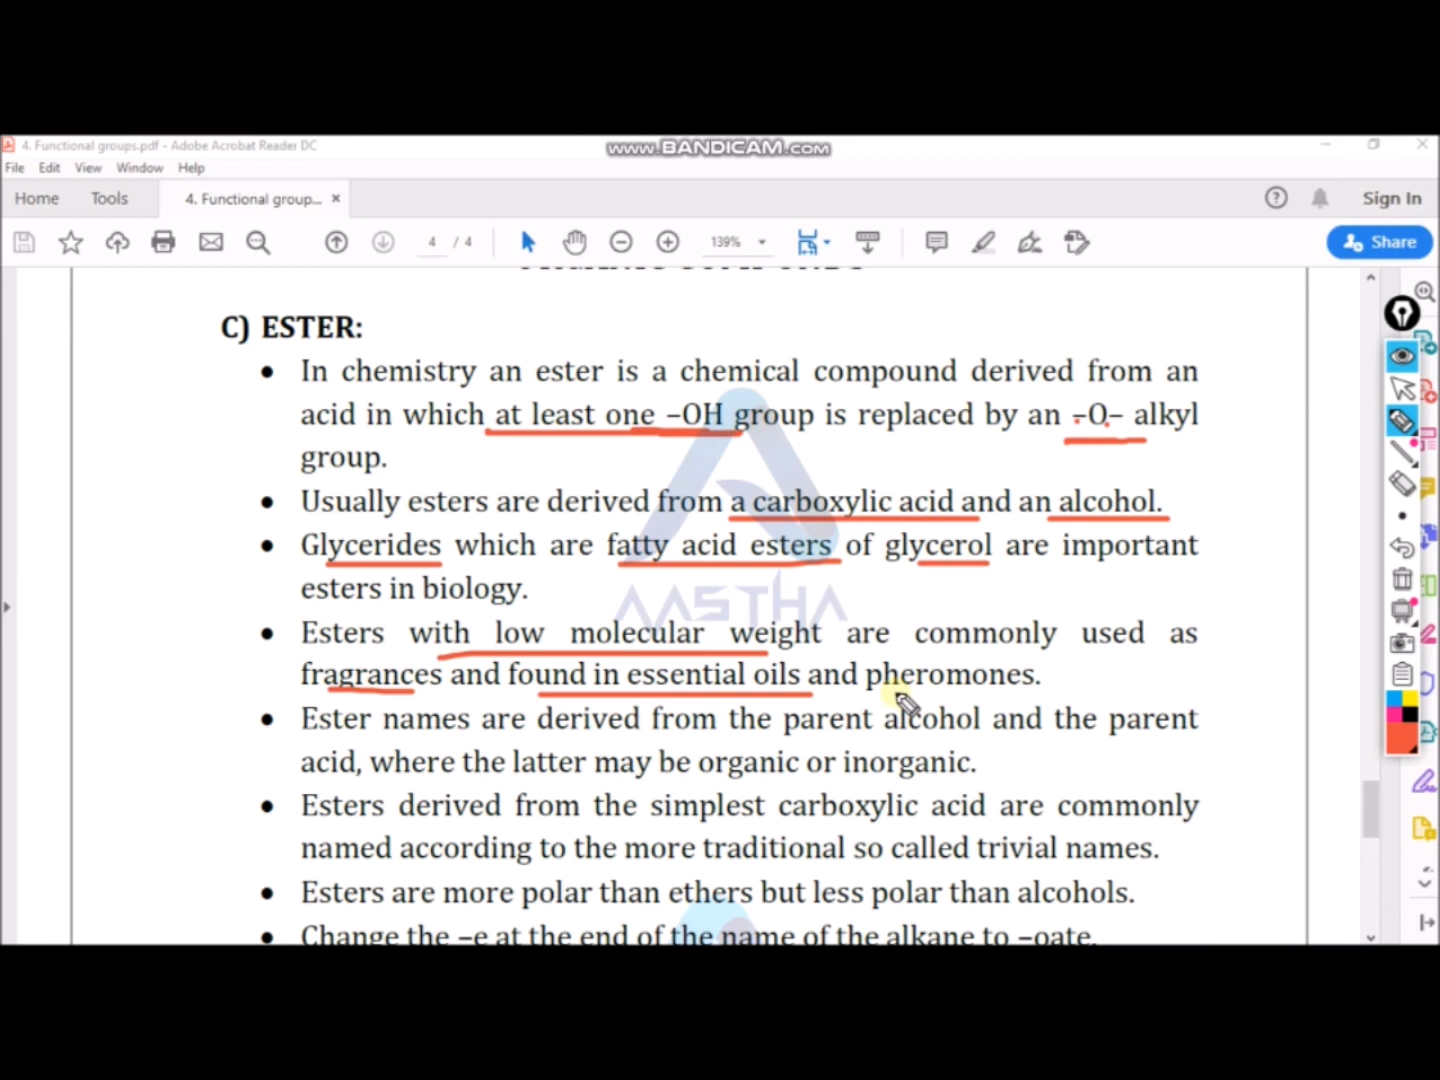 4. Functional groups.pdf - Adobe Acrobat Reader DC
www.BANDICAM.com
File Edit View Window Help
Home Tools 4. Functional group... × Sign In
4 / 4 139% Share
C) ESTER:
• In chemistry an ester is a chemical compound derived from an
acid in which at least one –OH group is replaced by an –O– alkyl
group.
• Usually esters are derived from a carboxylic acid and an alcohol.
• Glycerides which are fatty acid esters of glycerol are important
esters in biology.
AASTHA
• Esters with low molecular weight are commonly used as
fragrances and found in essential oils and pheromones.
• Ester names are derived from the parent alcohol and the parent
acid, where the latter may be organic or inorganic.
• Esters derived from the simplest carboxylic acid are commonly
named according to the more traditional so called trivial names.
• Esters are more polar than ethers but less polar than alcohols.
• Change the –e at the end of the name of the alkane to –oate.